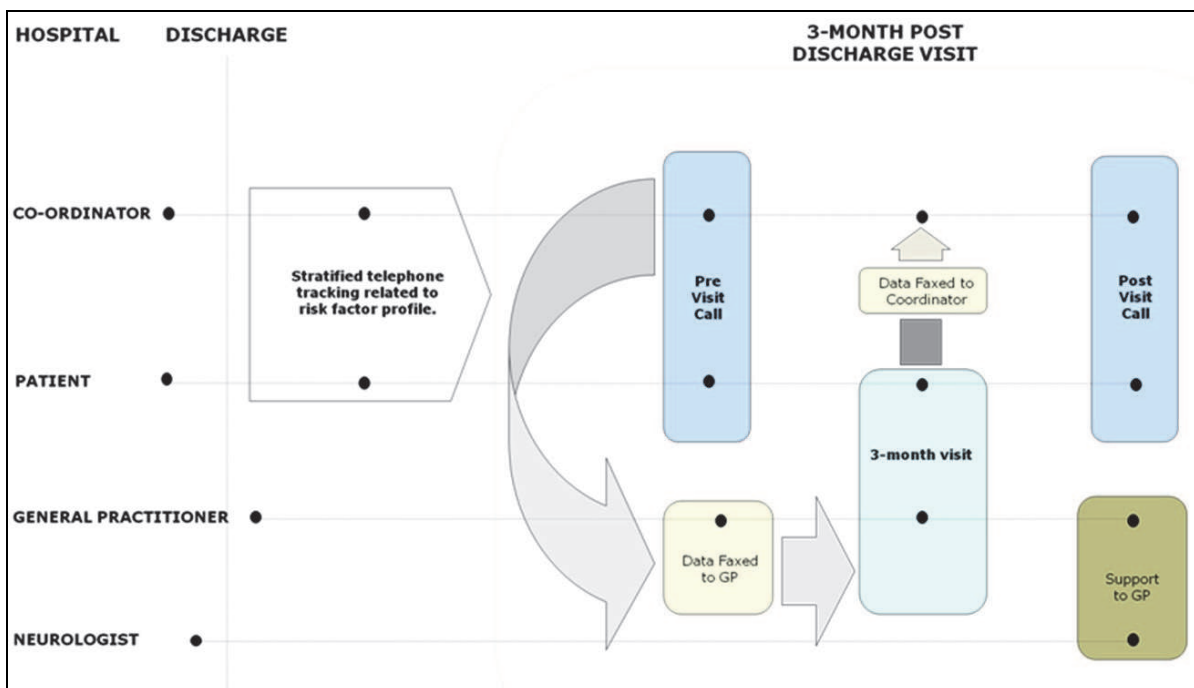 HOSPITAL
DISCHARGE
3-MONTH POST
DISCHARGE VISIT
CO-ORDINATOR
Stratified telephone
tracking related to
risk factor profile.
Pre
Visit
Call
Data Faxed to
Coordinator
Post
Visit
Call
PATIENT
3-month visit
GENERAL PRACTITIONER
Data Faxed
to GP
Support
to GP
NEUROLOGIST